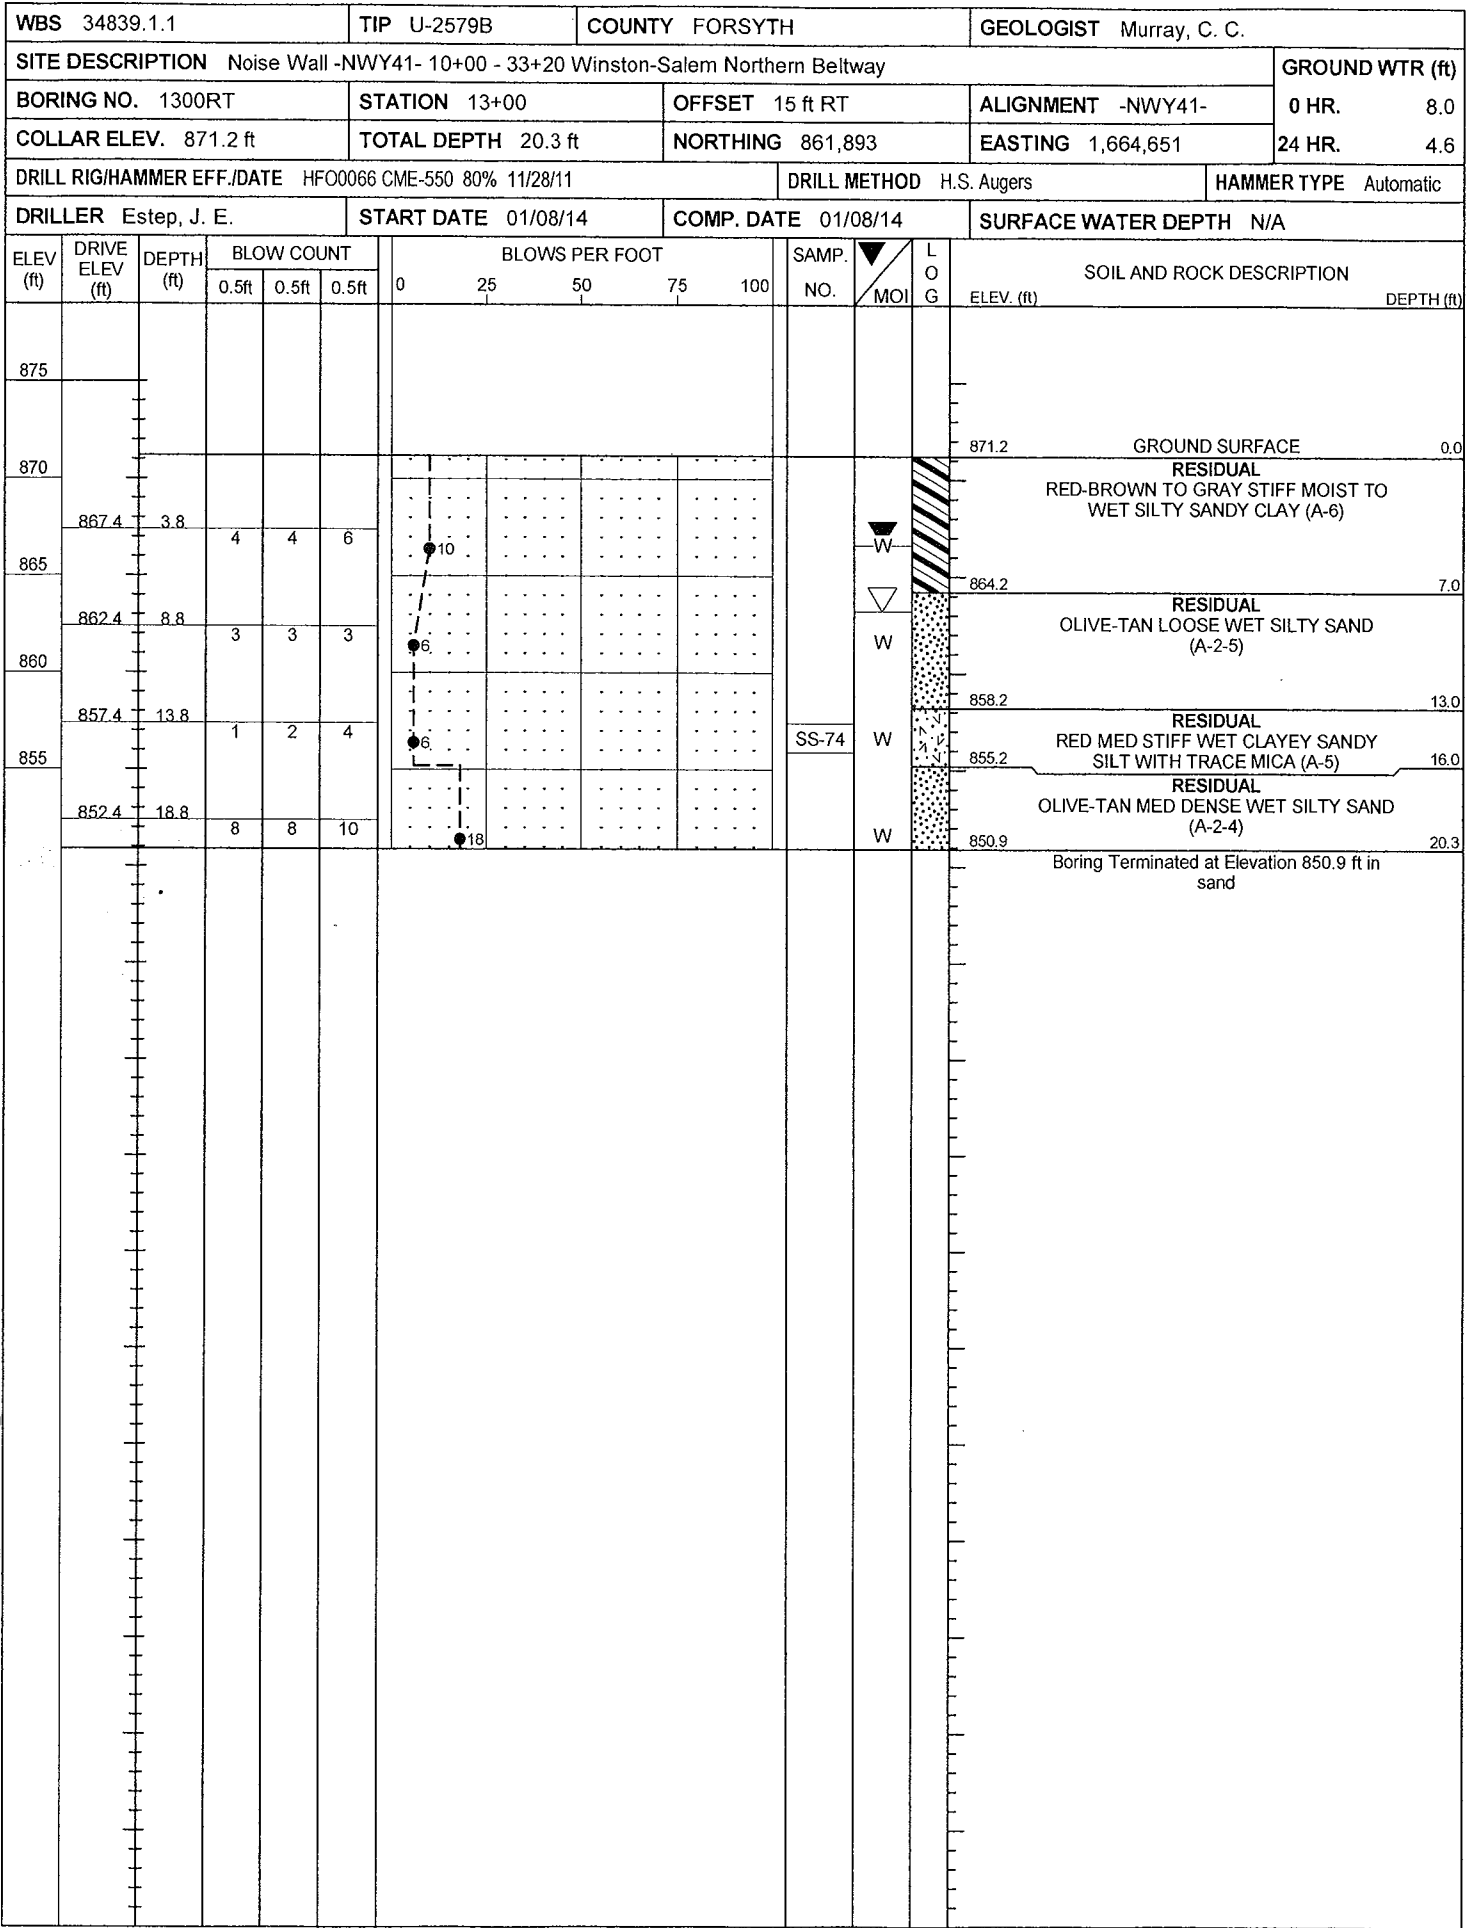 WBS 34839.1.1 TIP U-2579B COUNTY FORSYTH GEOLOGIST Murray, C. C.
SITE DESCRIPTION Noise Wall -NWY41- 10+00 - 33+20 Winston-Salem Northern Beltway GROUND WTR (ft)
BORING NO. 1300RT STATION 13+00 OFFSET 15 ft RT ALIGNMENT -NWY41- 0 HR. 8.0
COLLAR ELEV. 871.2 ft TOTAL DEPTH 20.3 ft NORTHING 861,893 EASTING 1,664,651 24 HR. 4.6
DRILL RIG/HAMMER EFF./DATE HFO0066 CME-550 80% 11/28/11 DRILL METHOD H.S. Augers HAMMER TYPE Automatic
DRILLER Estep, J. E. START DATE 01/08/14 COMP. DATE 01/08/14 SURFACE WATER DEPTH N/A
ELEV (ft) DRIVE ELEV (ft) DEPTH (ft) BLOW COUNT BLOWS PER FOOT SAMP. NO. MOI L O G SOIL AND ROCK DESCRIPTION
0.5ft 0.5ft 0.5ft 0 25 50 75 100 ELEV. (ft) DEPTH (ft)
875
871.2 GROUND SURFACE 0.0
870 RESIDUAL
RED-BROWN TO GRAY STIFF MOIST TO
WET SILTY SANDY CLAY (A-6)
867.4 3.8
4 4 6 10 W
865
864.2 7.0
RESIDUAL
862.4 8.8 OLIVE-TAN LOOSE WET SILTY SAND
3 3 3 6 W (A-2-5)
860
858.2 13.0
857.4 13.8 RESIDUAL
1 2 4 6 SS-74 W RED MED STIFF WET CLAYEY SANDY
855 855.2 SILT WITH TRACE MICA (A-5) 16.0
RESIDUAL
852.4 18.8 OLIVE-TAN MED DENSE WET SILTY SAND
8 8 10 18 W (A-2-4)
850.9 20.3
Boring Terminated at Elevation 850.9 ft in
sand